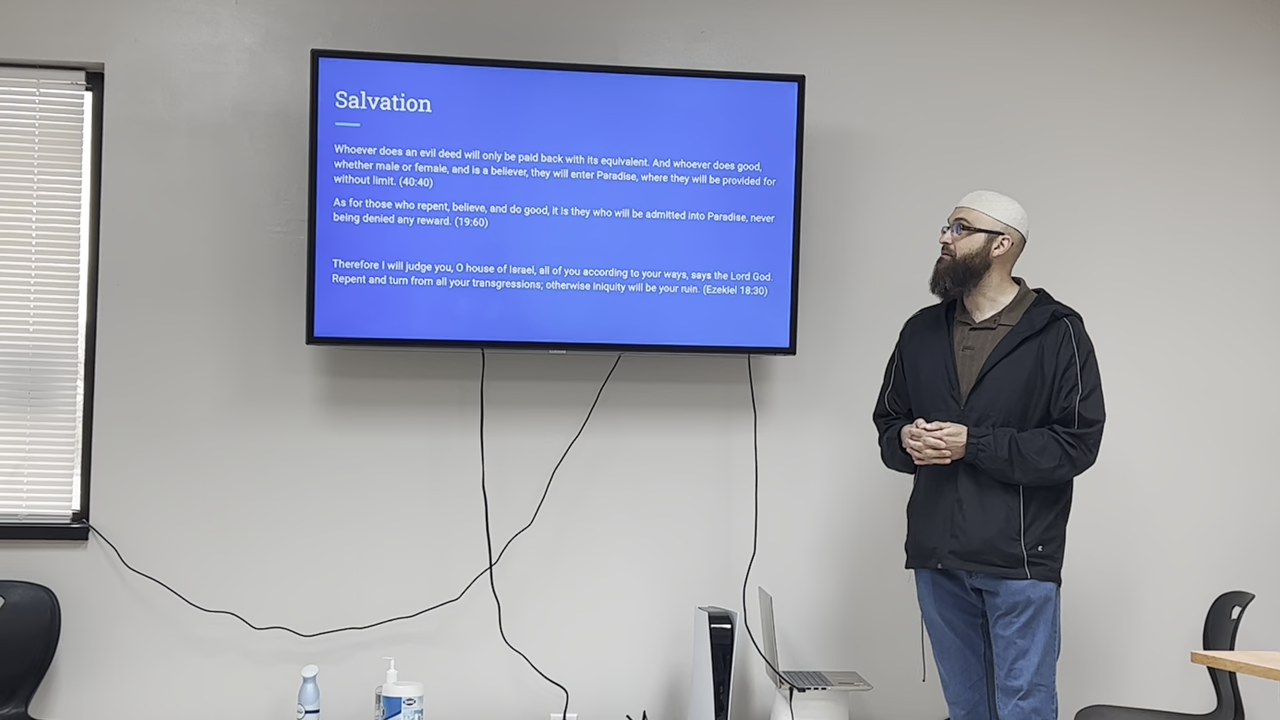 Salvation
Whoever does an evil deed will only be paid back with its equivalent. And whoever does good,
whether male or female, and is a believer, they will enter Paradise, where they will be provided for
without limit. (40:40)
As for those who repent, believe, and do good, it is they who will be admitted into Paradise, never
being denied any reward. (19:60)
Therefore I will judge you, O house of Israel, all of you according to your ways, says the Lord God.
Repent and turn from all your transgressions; otherwise iniquity will be your ruin. (Ezekiel 18:30)